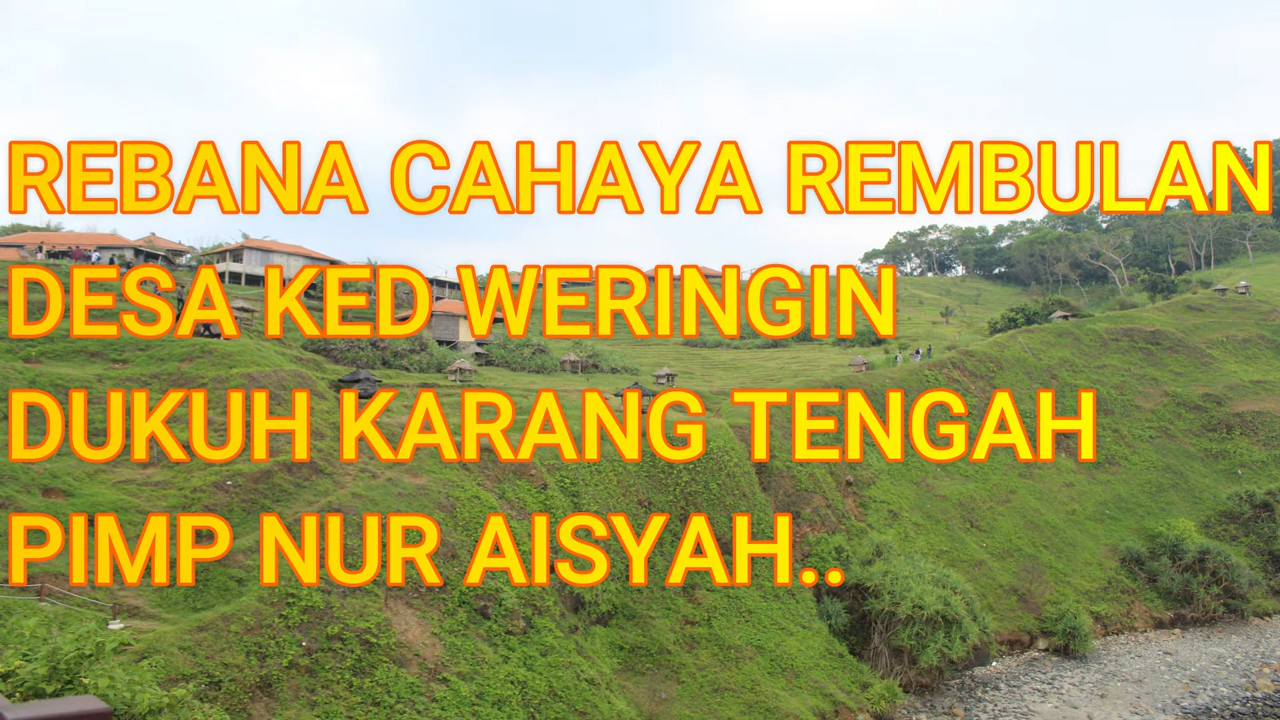 REBANA CAHAYA REMBULAN
DESA KED WERINGIN
DUKUH KARANG TENGAH
PIMP NUR AISYAH..